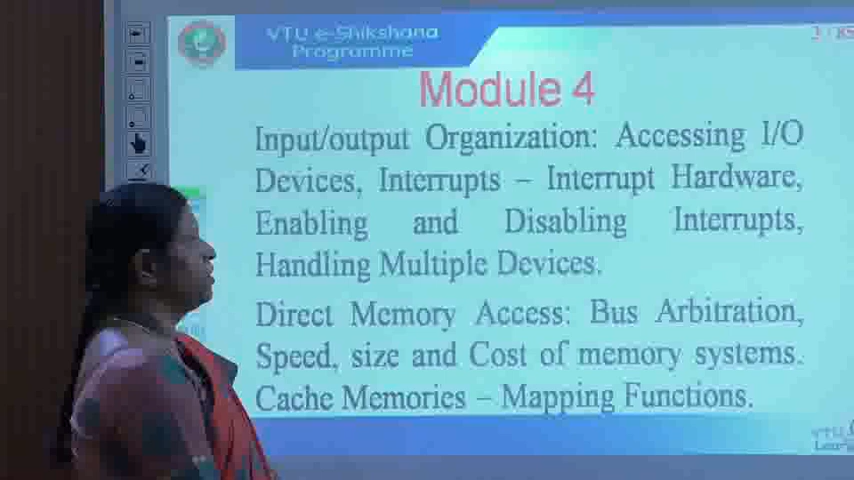 VTU e-Shikshana
Programme
Module 4
Input/output Organization: Accessing I/O
Devices, Interrupts – Interrupt Hardware,
Enabling and Disabling Interrupts,
Handling Multiple Devices.
Direct Memory Access: Bus Arbitration,
Speed, size and Cost of memory systems.
Cache Memories – Mapping Functions.
VTU